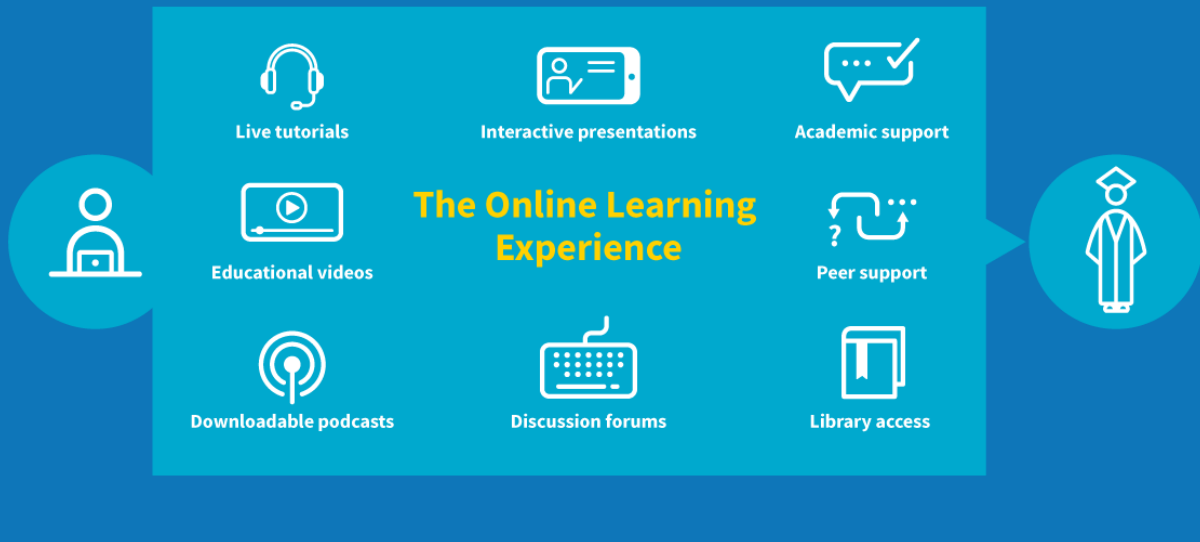 Live tutorials
Interactive presentations
Academic support
The Online Learning
Experience
Educational videos
?
Peer support
Downloadable podcasts
Discussion forums
Library access